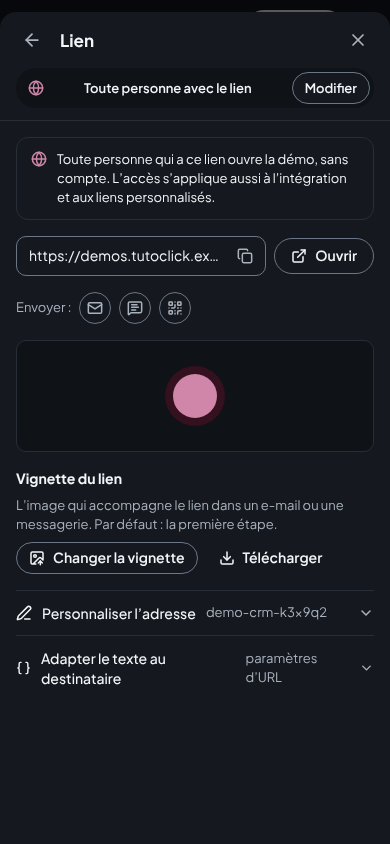 Lien
Toute personne avec le lien
Modifier
Toute personne qui a ce lien ouvre la démo, sans
compte. L’accès s’applique aussi à l’intégration
et aux liens personnalisés.
https://demos.tutoclick.ex…
Ouvrir
Envoyer :
Vignette du lien
L’image qui accompagne le lien dans un e-mail ou une
messagerie. Par défaut : la première étape.
Changer la vignette
Télécharger
Personnaliser l’adresse demo-crm-k3x9q2
Adapter le texte au
destinataire
paramètres
d’URL